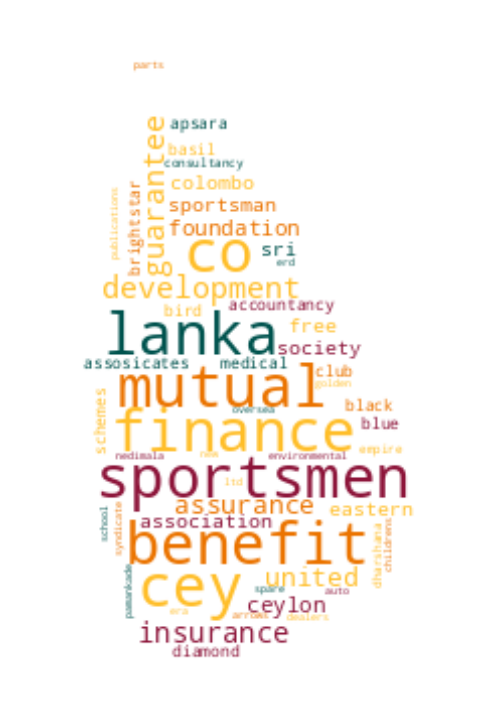 parts
guarantee
apsara
basil
consultancy
colombo
publications
brightstar
sportsman
foundation
co
sri
erd
development
bird
accountancy
lanka
free
society
assosicates
medical
mutual
club
golden
schemes
oversea
black
finance
blue
nedimala
new
environmental
empire
sportsmen
ltd
school
syndicate
assurance
eastern
association
dharshana
childrens
benefit
pamankade
cey
united
spare
auto
era
ceylon
arrows
dealers
insurance
diamond